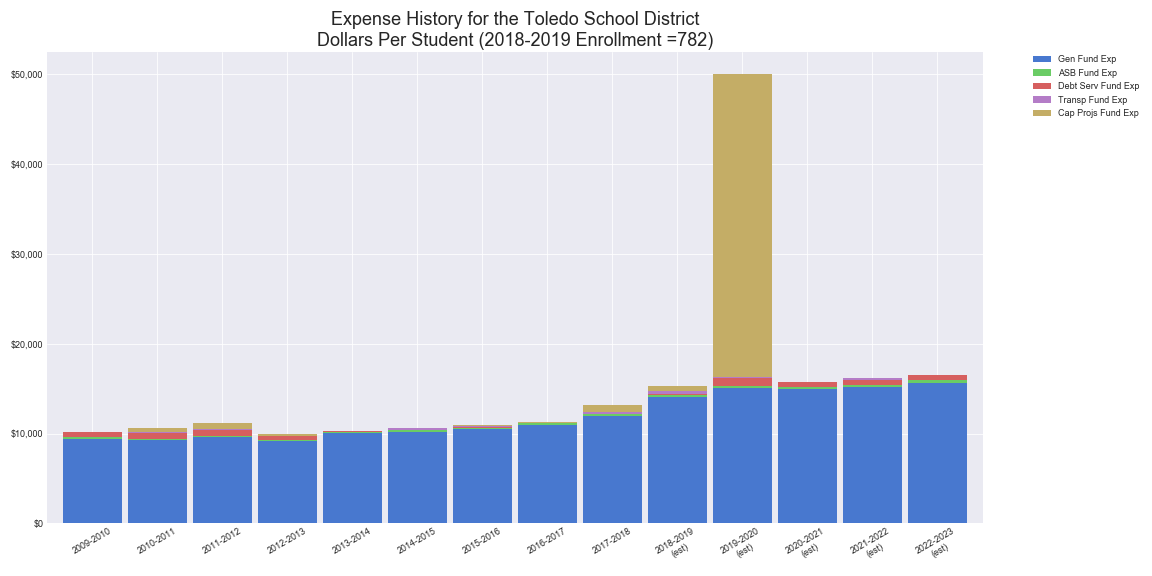 Expense History for the Toledo School District
Dollars Per Student (2018-2019 Enrollment =782)
Gen Fund Exp
ASB Fund Exp
Debt Serv Fund Exp
Transp Fund Exp
Cap Projs Fund Exp
$50,000
$40,000
$30,000
$20,000
$10,000
$0
2009-2010
2010-2011
2011-2012
2012-2013
2013-2014
2014-2015
2015-2016
2016-2017
2017-2018
2018-2019
(est)
2019-2020
(est)
2020-2021
(est)
2021-2022
(est)
2022-2023
(est)